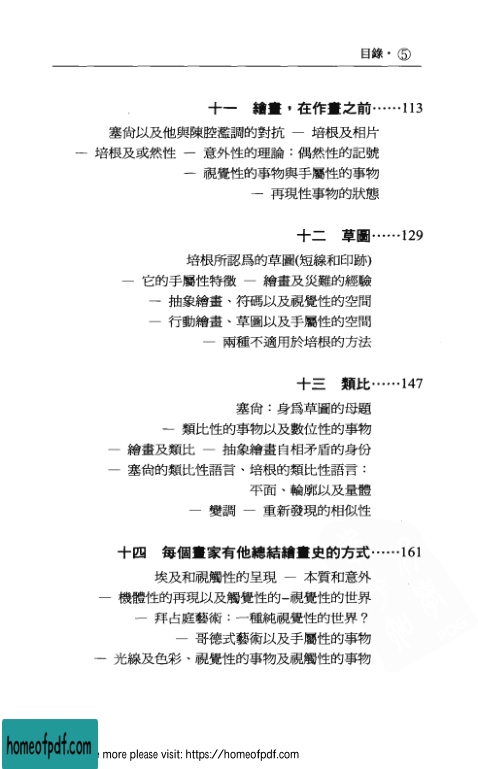 目錄・⑤
十一　繪畫，在作畫之前……113
塞尙以及他與陳腔濫調的對抗 — 培根及相片
— 培根及或然性 — 意外性的理論：偶然性的記號
— 視覺性的事物與手屬性的事物
— 再現性事物的狀態
十二　草圖……129
培根所認爲的草圖(短線和印跡)
— 它的手屬性特徵 — 繪畫及災難的經驗
— 抽象繪畫、符碼以及視覺性的空間
— 行動繪畫、草圖以及手屬性的空間
— 兩種不適用於培根的方法
十三　類比……147
塞尙：身爲草圖的母題
— 類比性的事物以及數位性的事物
— 繪畫及類比 — 抽象繪畫自相矛盾的身份
— 塞尙的類比性語言、培根的類比性語言：
平面、輪廓以及量體
— 變調 — 重新發現的相似性
十四　每個畫家有他總結繪畫史的方式……161
埃及和視觸性的呈現 — 本質和意外
— 機體性的再現以及觸覺性的–視覺性的世界
— 拜占庭藝術：一種純視覺性的世界？
— 哥德式藝術以及手屬性的事物
— 光線及色彩、視覺性的事物及視觸性的事物
homeofpdf.com
more please visit: https://homeofpdf.com